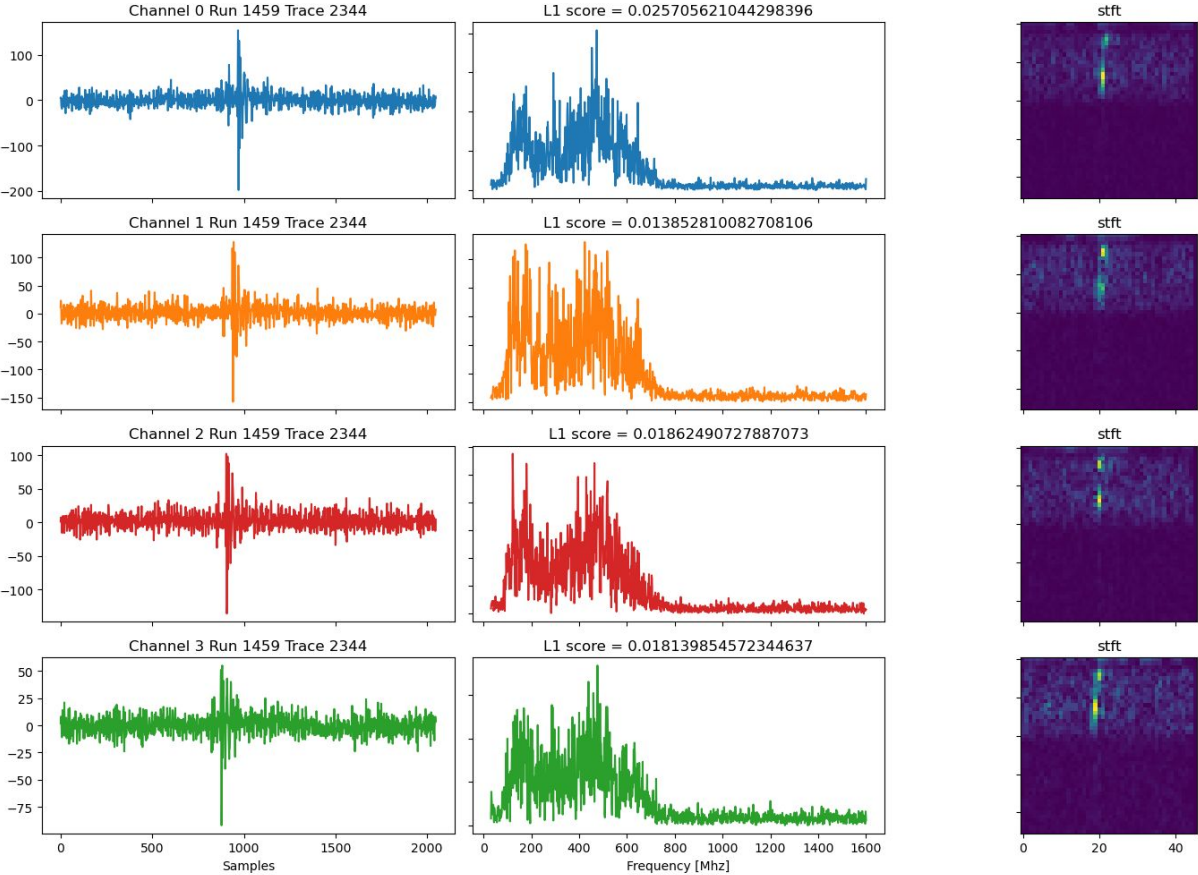 Channel 0 Run 1459 Trace 2344
L1 score = 0.025705621044298396
stft
100
0
−100
−200
Channel 1 Run 1459 Trace 2344
L1 score = 0.013852810082708106
stft
100
50
0
−50
−100
−150
Channel 2 Run 1459 Trace 2344
L1 score = 0.01862490727887073
stft
100
50
0
−50
−100
Channel 3 Run 1459 Trace 2344
L1 score = 0.018139854572344637
stft
50
25
0
−25
−50
−75
0 500 1000 1500 2000
Samples
0 200 400 600 800 1000 1200 1400 1600
Frequency [Mhz]
0 20 40